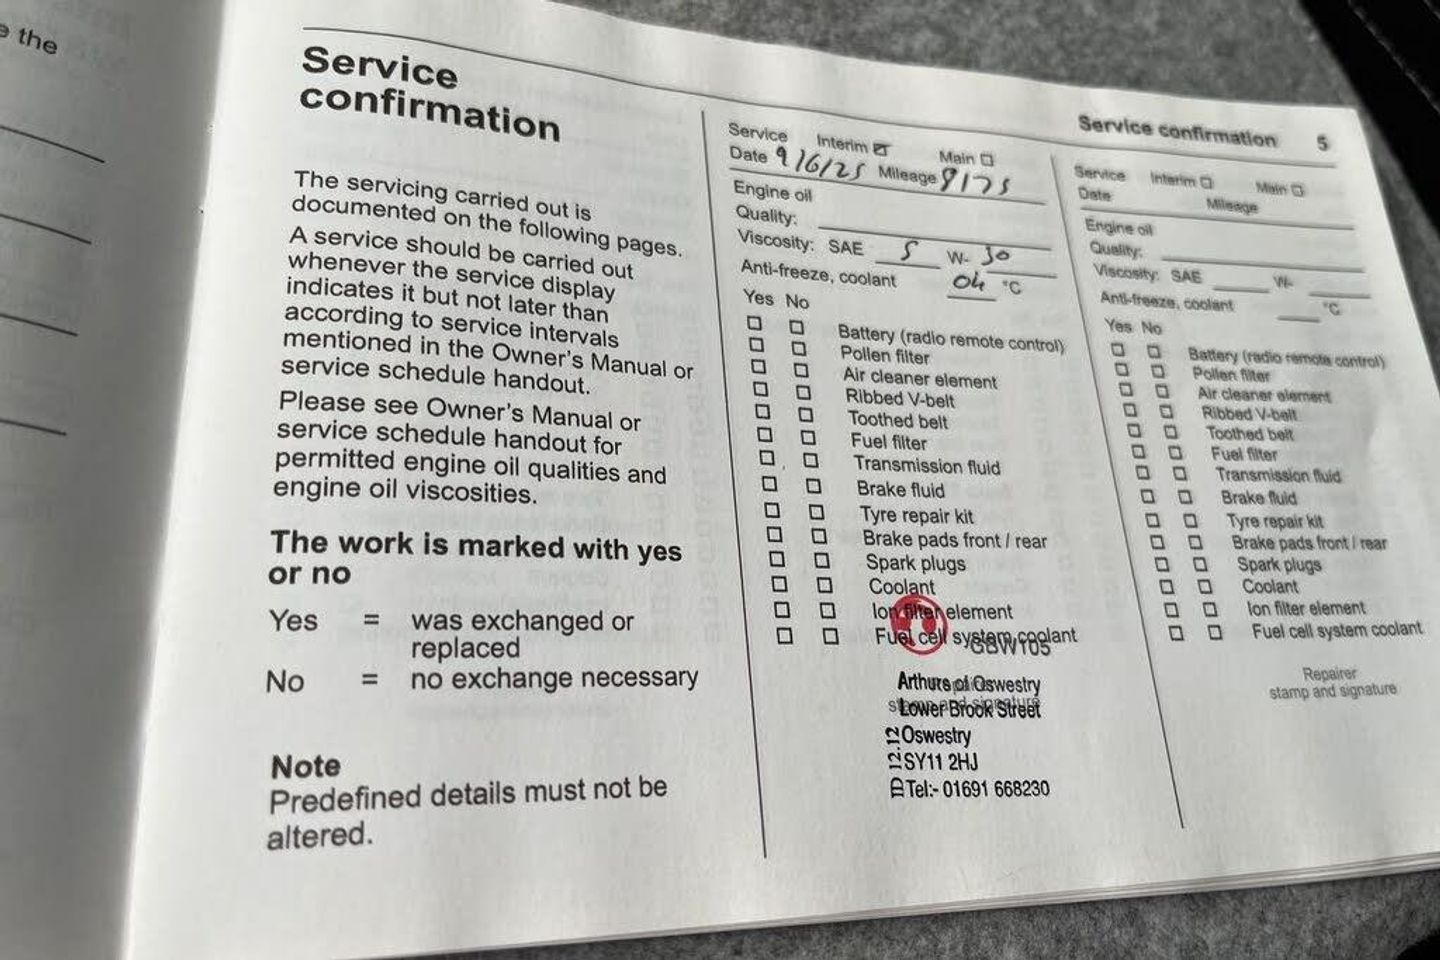 e the
Service
confirmation
The servicing carried out is
documented on the following pages.
A service should be carried out
whenever the service display
indicates it but not later than
according to service intervals
mentioned in the Owner's Manual or
service schedule handout.
Please see Owner's Manual or
service schedule handout for
permitted engine oil qualities and
engine oil viscosities.
The work is marked with yes
or no
Yes = was exchanged or
replaced
No = no exchange necessary
Note
Predefined details must not be
altered.
Service Interim Main
Date 9/6/25 Mileage 9175
Engine oil
Quality:
Viscosity: SAE 5 W- 30
Anti-freeze, coolant 04 °C
Yes No
Battery (radio remote control)
Pollen filter
Air cleaner element
Ribbed V-belt
Toothed belt
Fuel filter
Transmission fluid
Brake fluid
Tyre repair kit
Brake pads front / rear
Spark plugs
Coolant
Ion filter element
Fuel cell system coolant
GBW105
Arthurs of Oswestry
stamp and signature
Lower Brook Street
Oswestry
SY11 2HJ
Tel:- 01691 668230
Service confirmation 5
Service Interim Main
Date Mileage
Engine oil
Quality:
Viscosity: SAE W-
Anti-freeze, coolant °C
Yes No
Battery (radio remote control)
Pollen filter
Air cleaner element
Ribbed V-belt
Toothed belt
Fuel filter
Transmission fluid
Brake fluid
Tyre repair kit
Brake pads front / rear
Spark plugs
Coolant
Ion filter element
Fuel cell system coolant
Repairer
stamp and signature